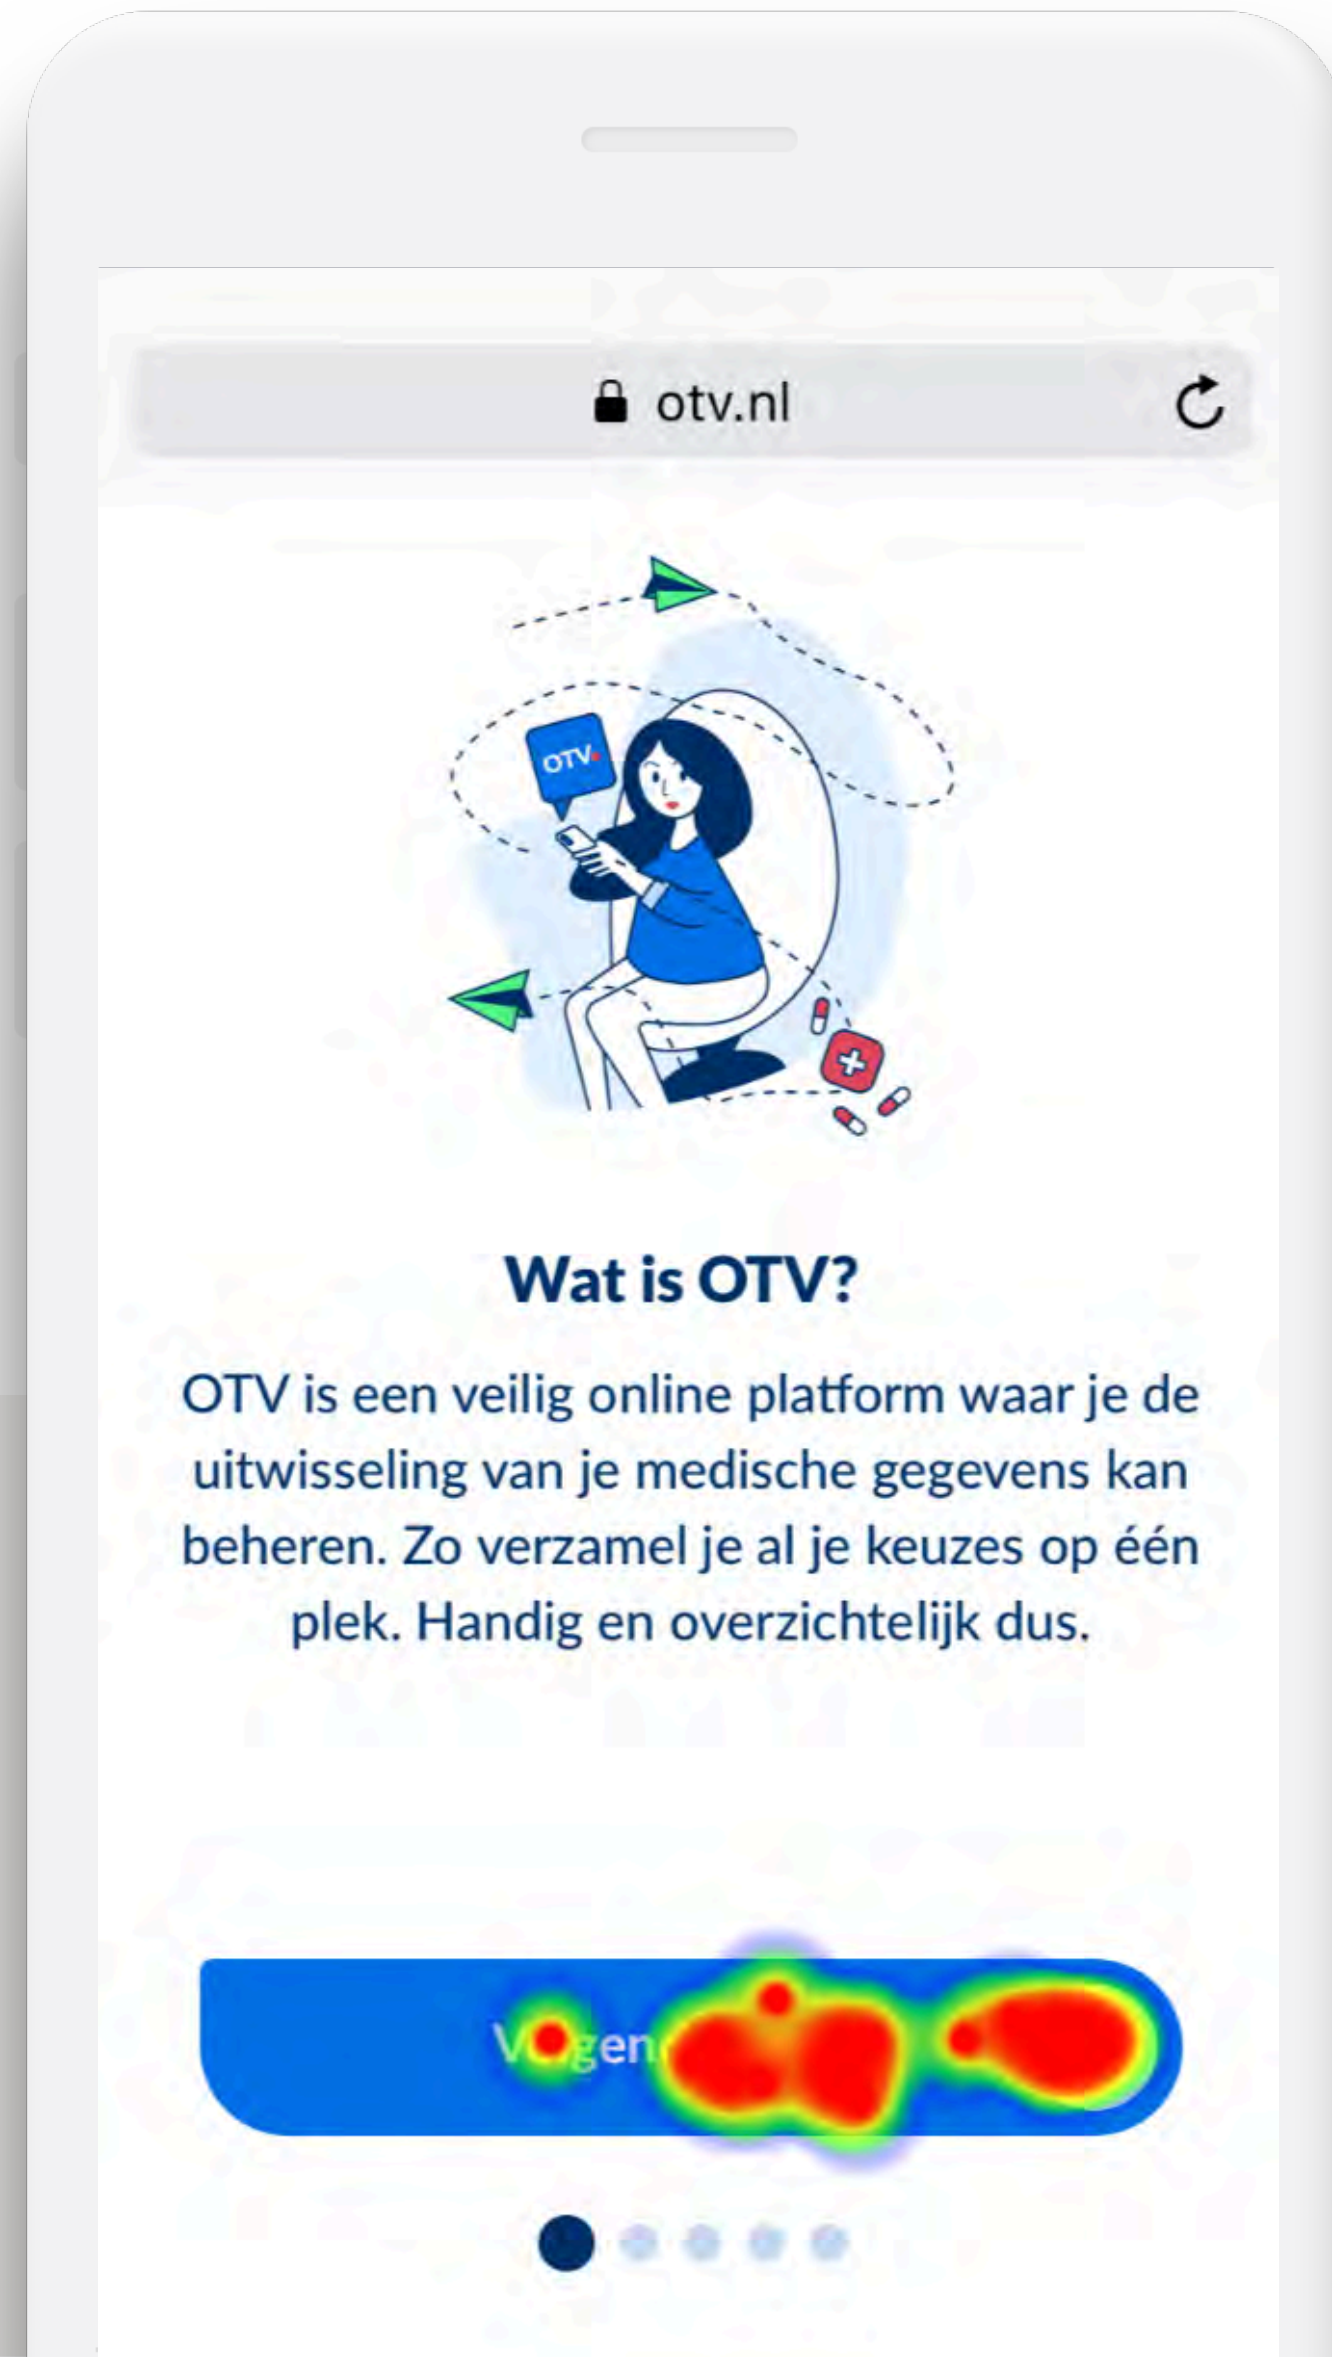 otv.nl
OTV.
Wat is OTV?
OTV is een veilig online platform waar je de
uitwisseling van je medische gegevens kan
beheren. Zo verzamel je al je keuzes op één
plek. Handig en overzichtelijk dus.